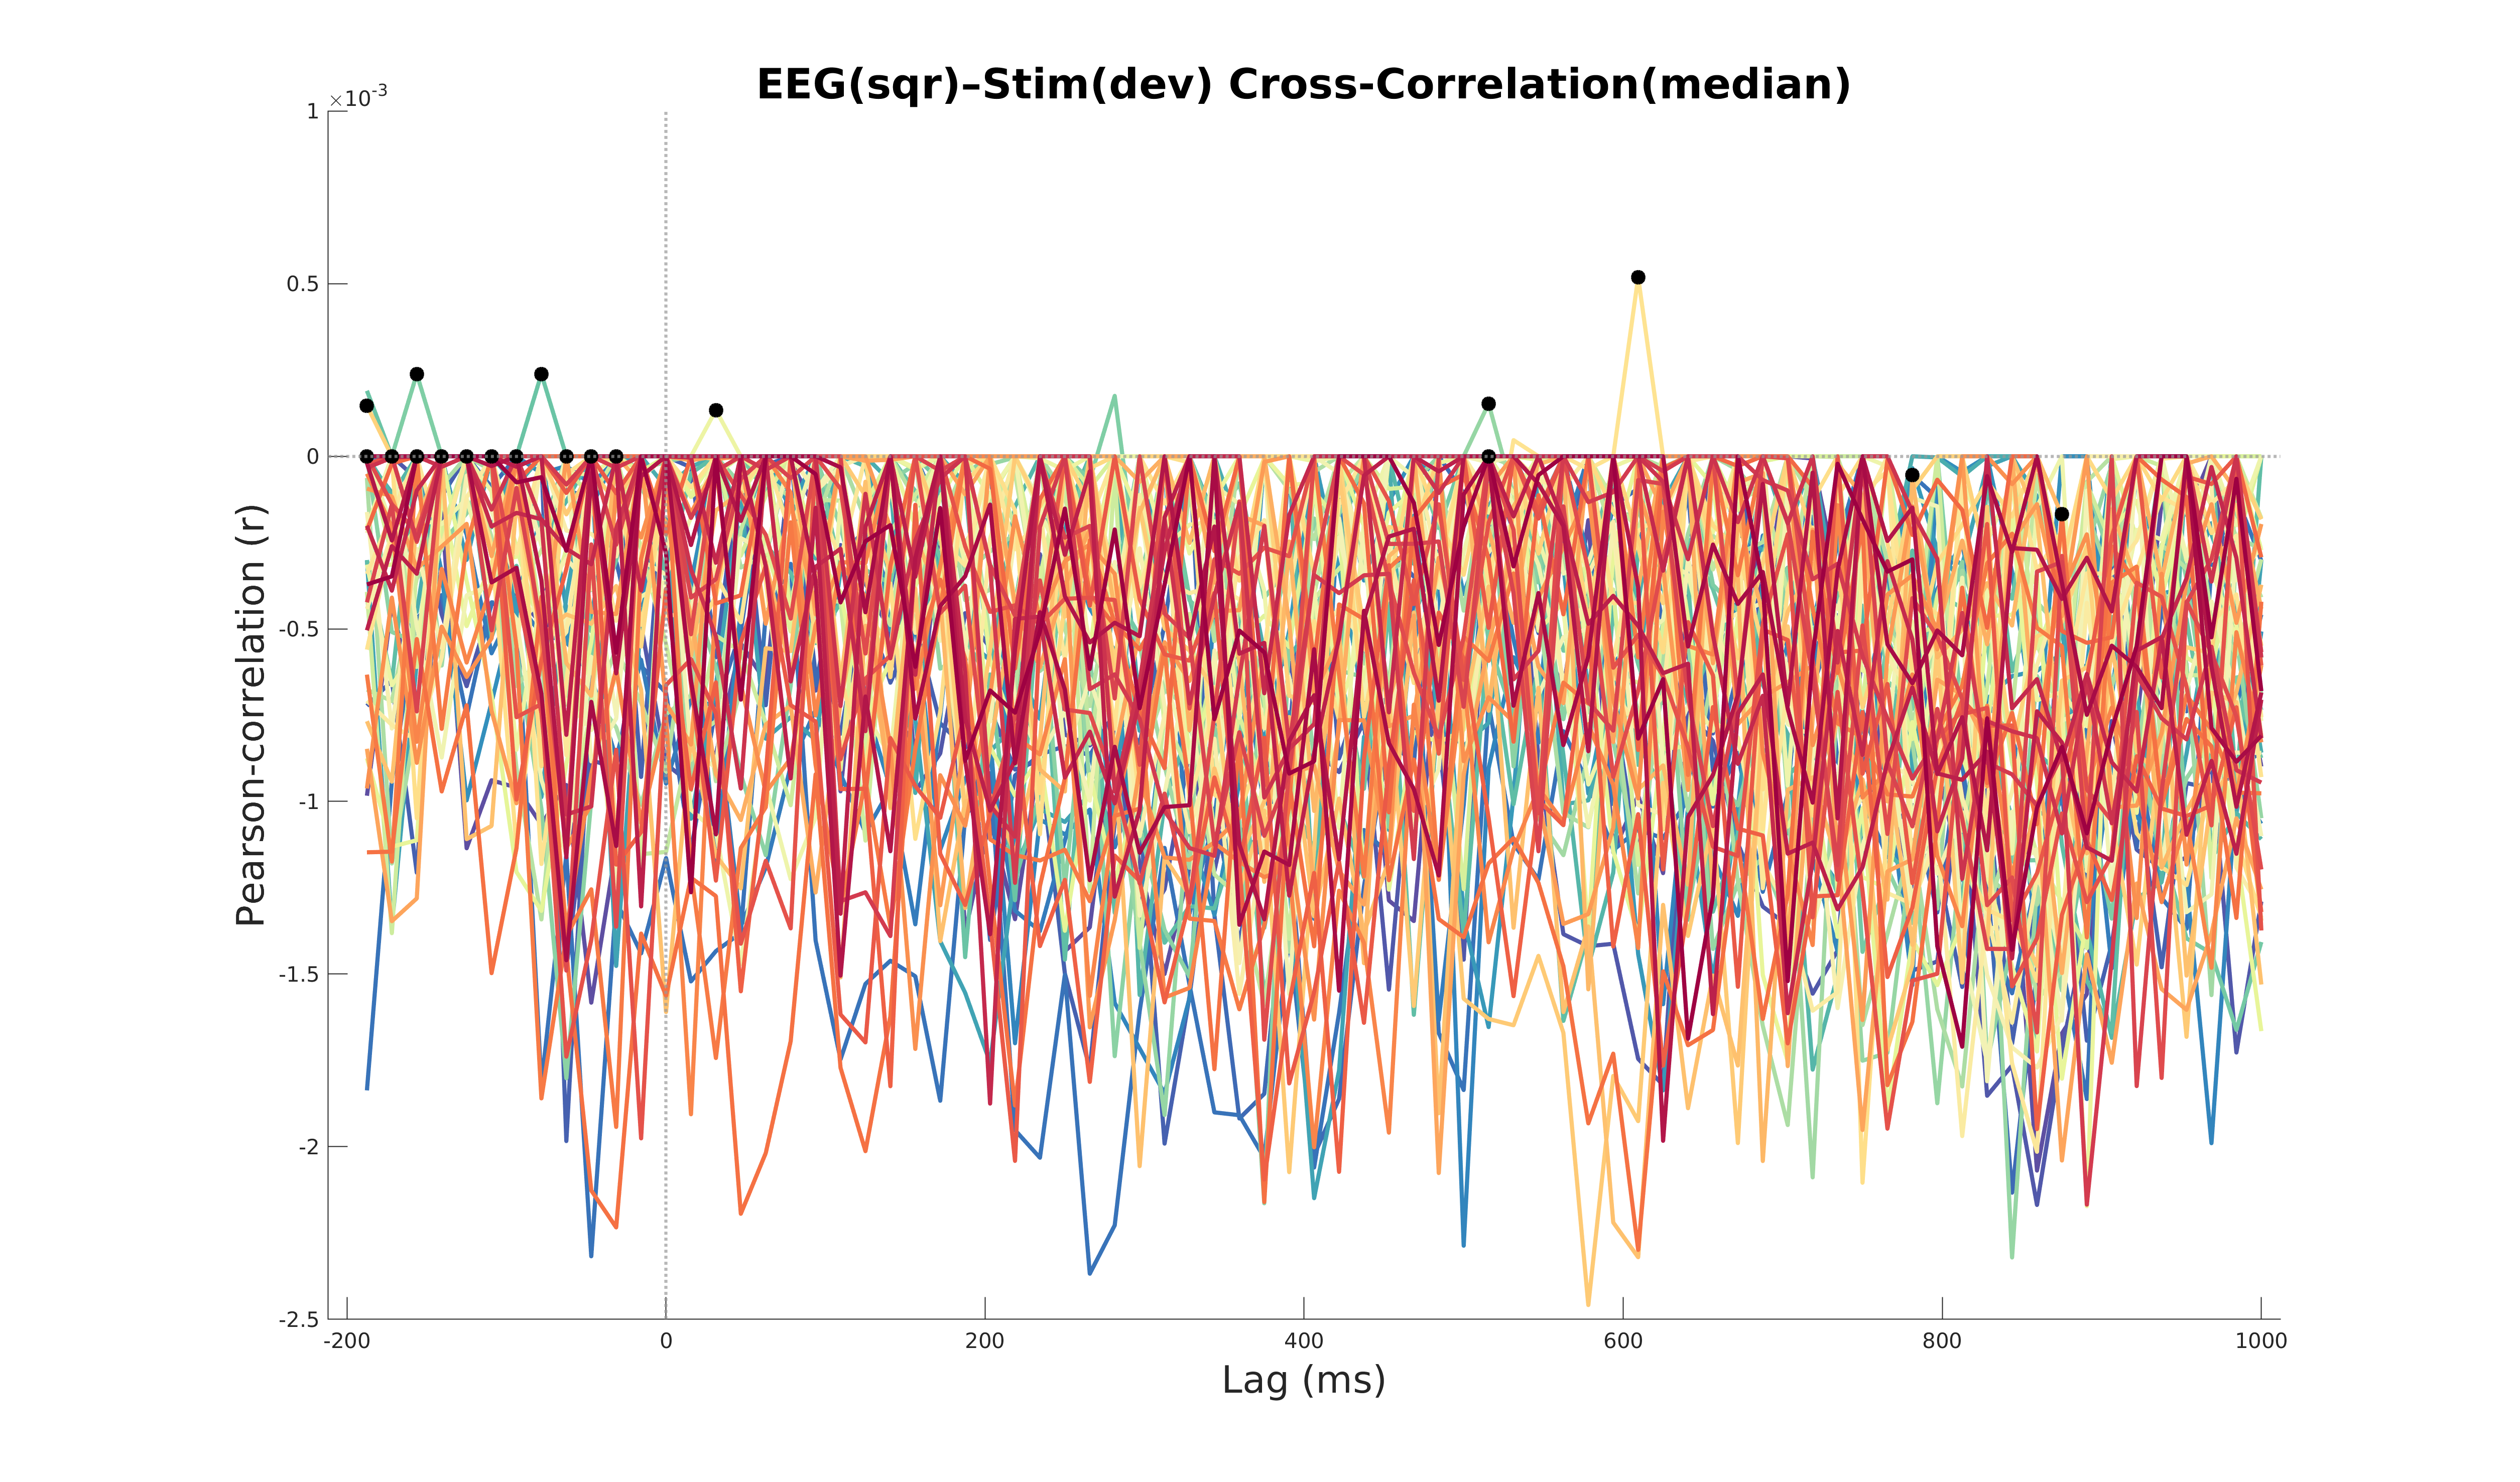 EEG(sqr)–Stim(dev) Cross-Correlation(median)
×10-3
1
0.5
0
-0.5
-1
-1.5
-2
-2.5
Pearson-correlation (r)
-200 0 200 400 600 800 1000
Lag (ms)